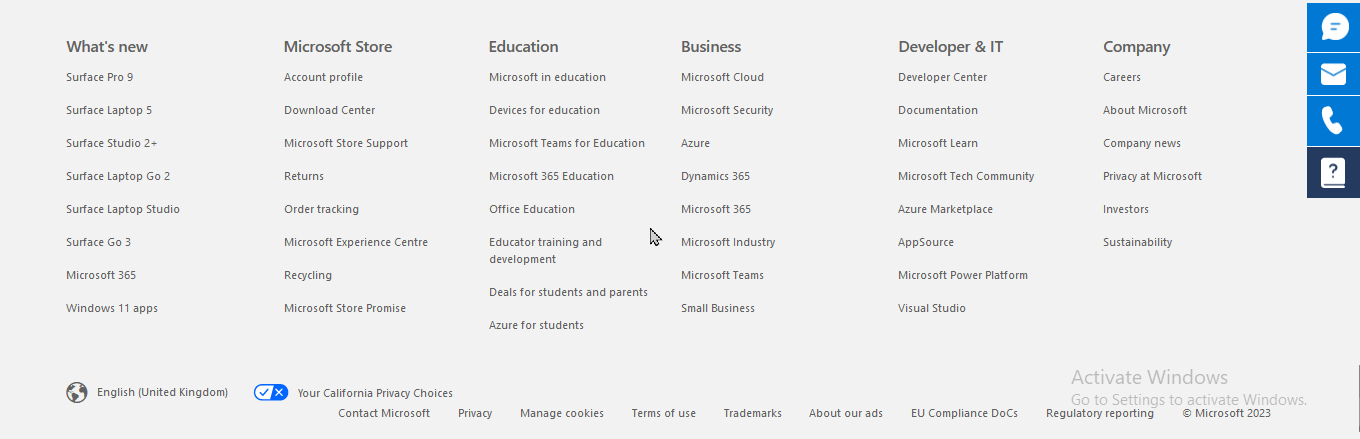 What's new
Surface Pro 9
Surface Laptop 5
Surface Studio 2+
Surface Laptop Go 2
Surface Laptop Studio
Surface Go 3
Microsoft 365
Windows 11 apps
Microsoft Store
Account profile
Download Center
Microsoft Store Support
Returns
Order tracking
Microsoft Experience Centre
Recycling
Microsoft Store Promise
Education
Microsoft in education
Devices for education
Microsoft Teams for Education
Microsoft 365 Education
Office Education
Educator training and
development
Deals for students and parents
Azure for students
Business
Microsoft Cloud
Microsoft Security
Azure
Dynamics 365
Microsoft 365
Microsoft Industry
Microsoft Teams
Small Business
Developer & IT
Developer Center
Documentation
Microsoft Learn
Microsoft Tech Community
Azure Marketplace
AppSource
Microsoft Power Platform
Visual Studio
Company
Careers
About Microsoft
Company news
Privacy at Microsoft
Investors
Sustainability
?
English (United Kingdom)
Your California Privacy Choices
Contact Microsoft
Privacy
Manage cookies
Terms of use
Trademarks
About our ads
EU Compliance DoCs
Regulatory reporting
© Microsoft 2023
Activate Windows
Go to Settings to activate Windows.